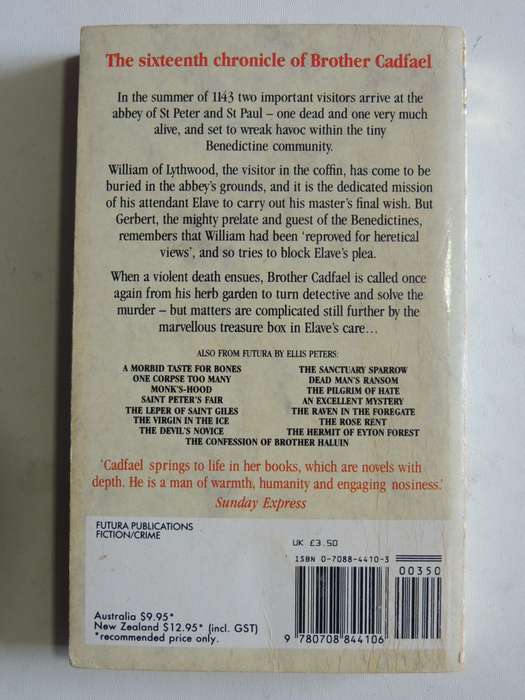 The sixteenth chronicle of Brother Cadfael
In the summer of 1143 two important visitors arrive at the
abbey of St Peter and St Paul – one dead and one very much
alive, and set to wreak havoc within the tiny
Benedictine community.
William of Lythwood, the visitor in the coffin, has come to be
buried in the abbey's grounds, and it is the dedicated mission
of his attendant Elave to carry out his master's final wish. But
Gerbert, the mighty prelate and guest of the Benedictines,
remembers that William had been 'reproved for heretical
views', and so tries to block Elave's plea.
When a violent death ensues, Brother Cadfael is called once
again from his herb garden to turn detective and solve the
murder – but matters are complicated still further by the
marvellous treasure box in Elave's care...
ALSO FROM FUTURA BY ELLIS PETERS:
A MORBID TASTE FOR BONES
ONE CORPSE TOO MANY
MONK'S-HOOD
SAINT PETER'S FAIR
THE LEPER OF SAINT GILES
THE VIRGIN IN THE ICE
THE DEVIL'S NOVICE
THE SANCTUARY SPARROW
DEAD MAN'S RANSOM
THE PILGRIM OF HATE
AN EXCELLENT MYSTERY
THE RAVEN IN THE FOREGATE
THE ROSE RENT
THE HERMIT OF EYTON FOREST
THE CONFESSION OF BROTHER HALUIN
'Cadfael springs to life in her books, which are novels with
depth. He is a man of warmth, humanity and engaging nosiness.'
Sunday Express
FUTURA PUBLICATIONS
FICTION/CRIME
UK £3.50
ISBN 0-7088-4410-3
00350
Australia $9.95*
New Zealand $12.95* (incl. GST)
*recommended price only.
9 780708 844106